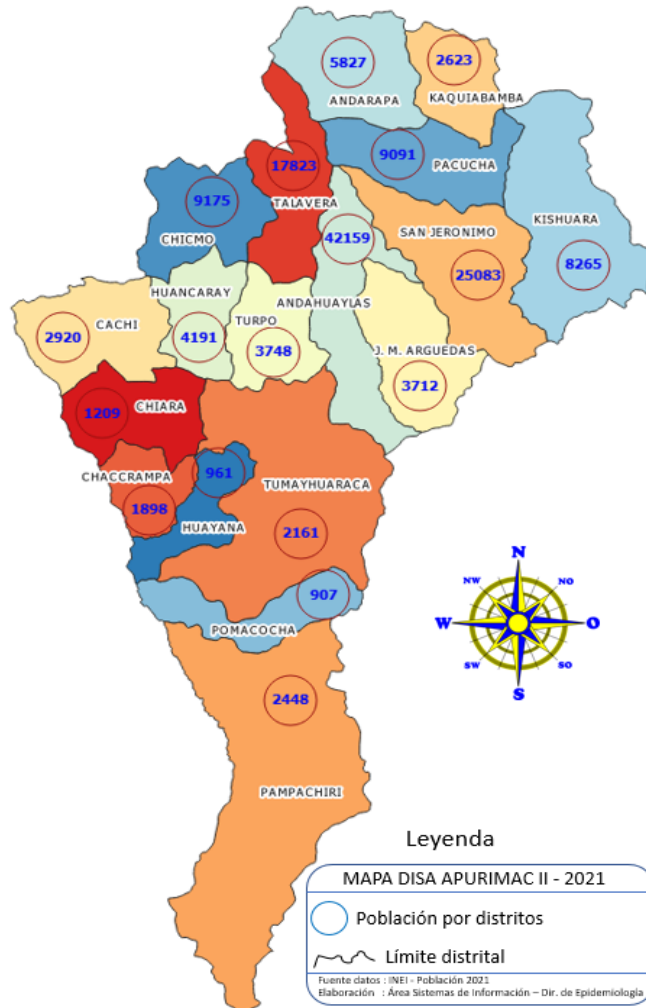 5827
2623
ANDARAPA
KAQUIABAMBA
9091
17823
PACUCHA
9175
TALAVERA
KISHUARA
CHICMO
42159
SAN JERONIMO
8265
25083
HUANCARAY
ANDAHUAYLAS
CACHI
TURPO
2920
4191
3748
J. M. ARGUEDAS
3712
1209
CHIARA
961
CHACCRAMPA
TUMAYHUARACA
1898
HUAYANA
2161
907
POMACOCHA
2448
PAMPACHIRI
N
NW
NO
W
O
SW
SO
S
Leyenda
MAPA DISA APURIMAC II - 2021
Población por distritos
Límite distrital
Fuente datos : INEI - Población 2021
Elaboración : Área Sistemas de Información – Dir. de Epidemiología